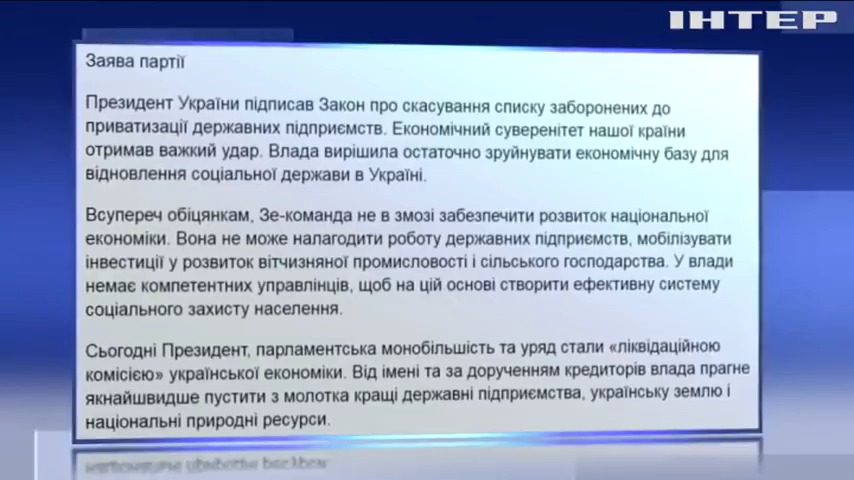 ІНТЕР
Заява партії
Президент України підписав Закон про скасування списку заборонених до
приватизації державних підприємств. Економічний суверенітет нашої країни
отримав важкий удар. Влада вирішила остаточно зруйнувати економічну базу для
відновлення соціальної держави в Україні.
Всупереч обіцянкам, Зе-команда не в змозі забезпечити розвиток національної
економіки. Вона не може налагодити роботу державних підприємств, мобілізувати
інвестиції у розвиток вітчизняної промисловості і сільського господарства. У влади
немає компетентних управлінців, щоб на цій основі створити ефективну систему
соціального захисту населення.
Сьогодні Президент, парламентська монобільшість та уряд стали «ліквідаційною
комісією» української економіки. Від імені та за дорученням кредиторів влада прагне
якнайшвидше пустити з молотка кращі державні підприємства, українську землю і
національні природні ресурси.